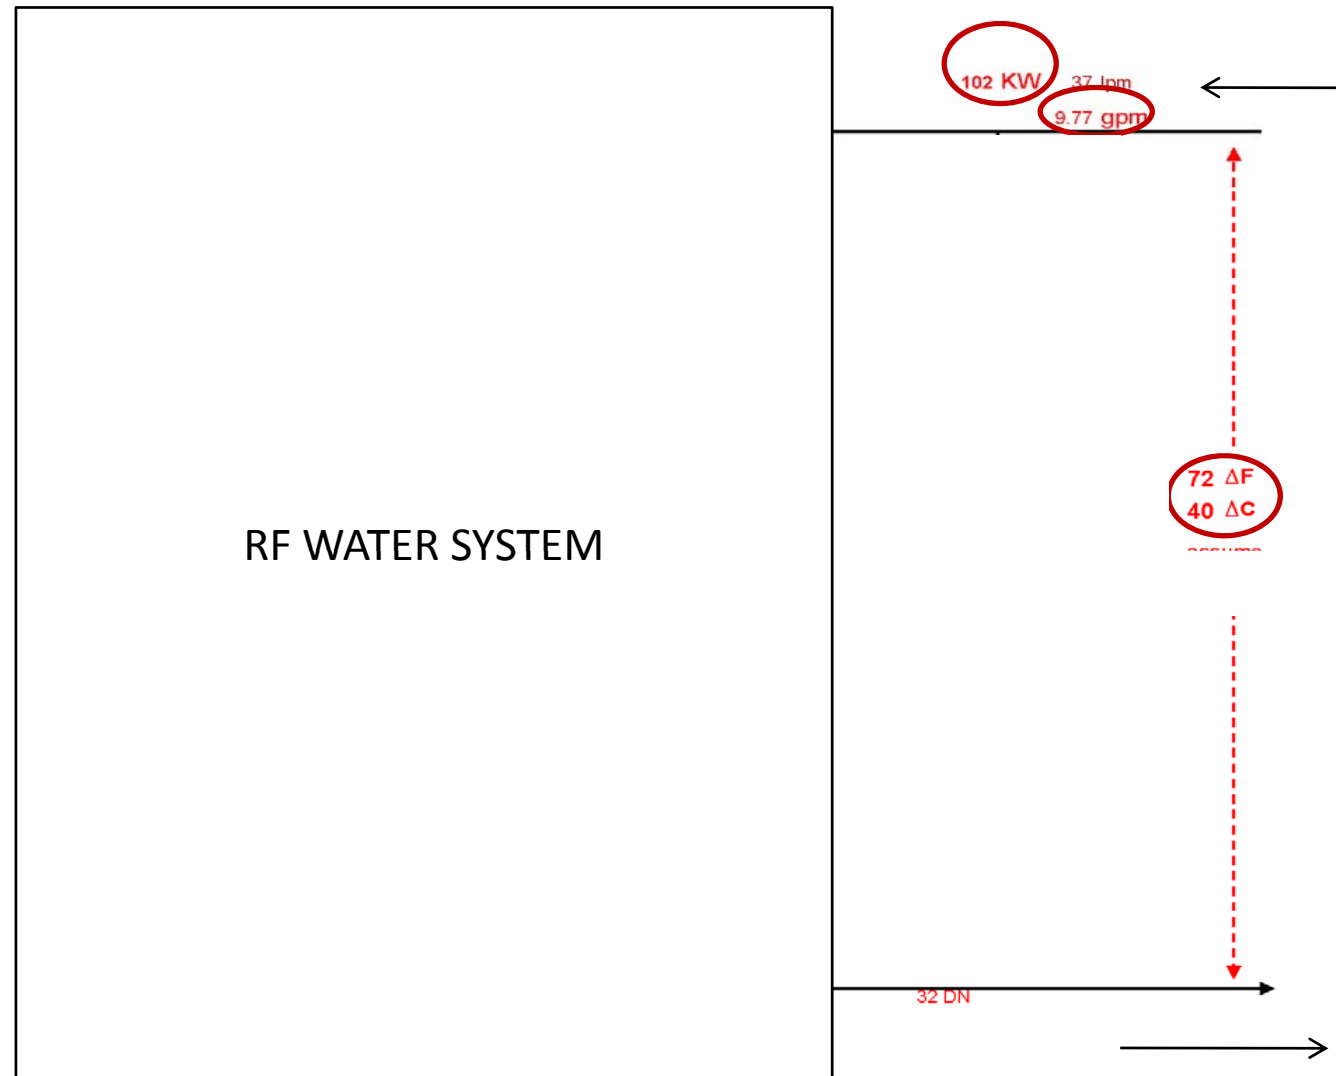 102 KW 37 lpm
9.77 gpm
72 ΔF
40 ΔC
RF WATER SYSTEM
32 DN